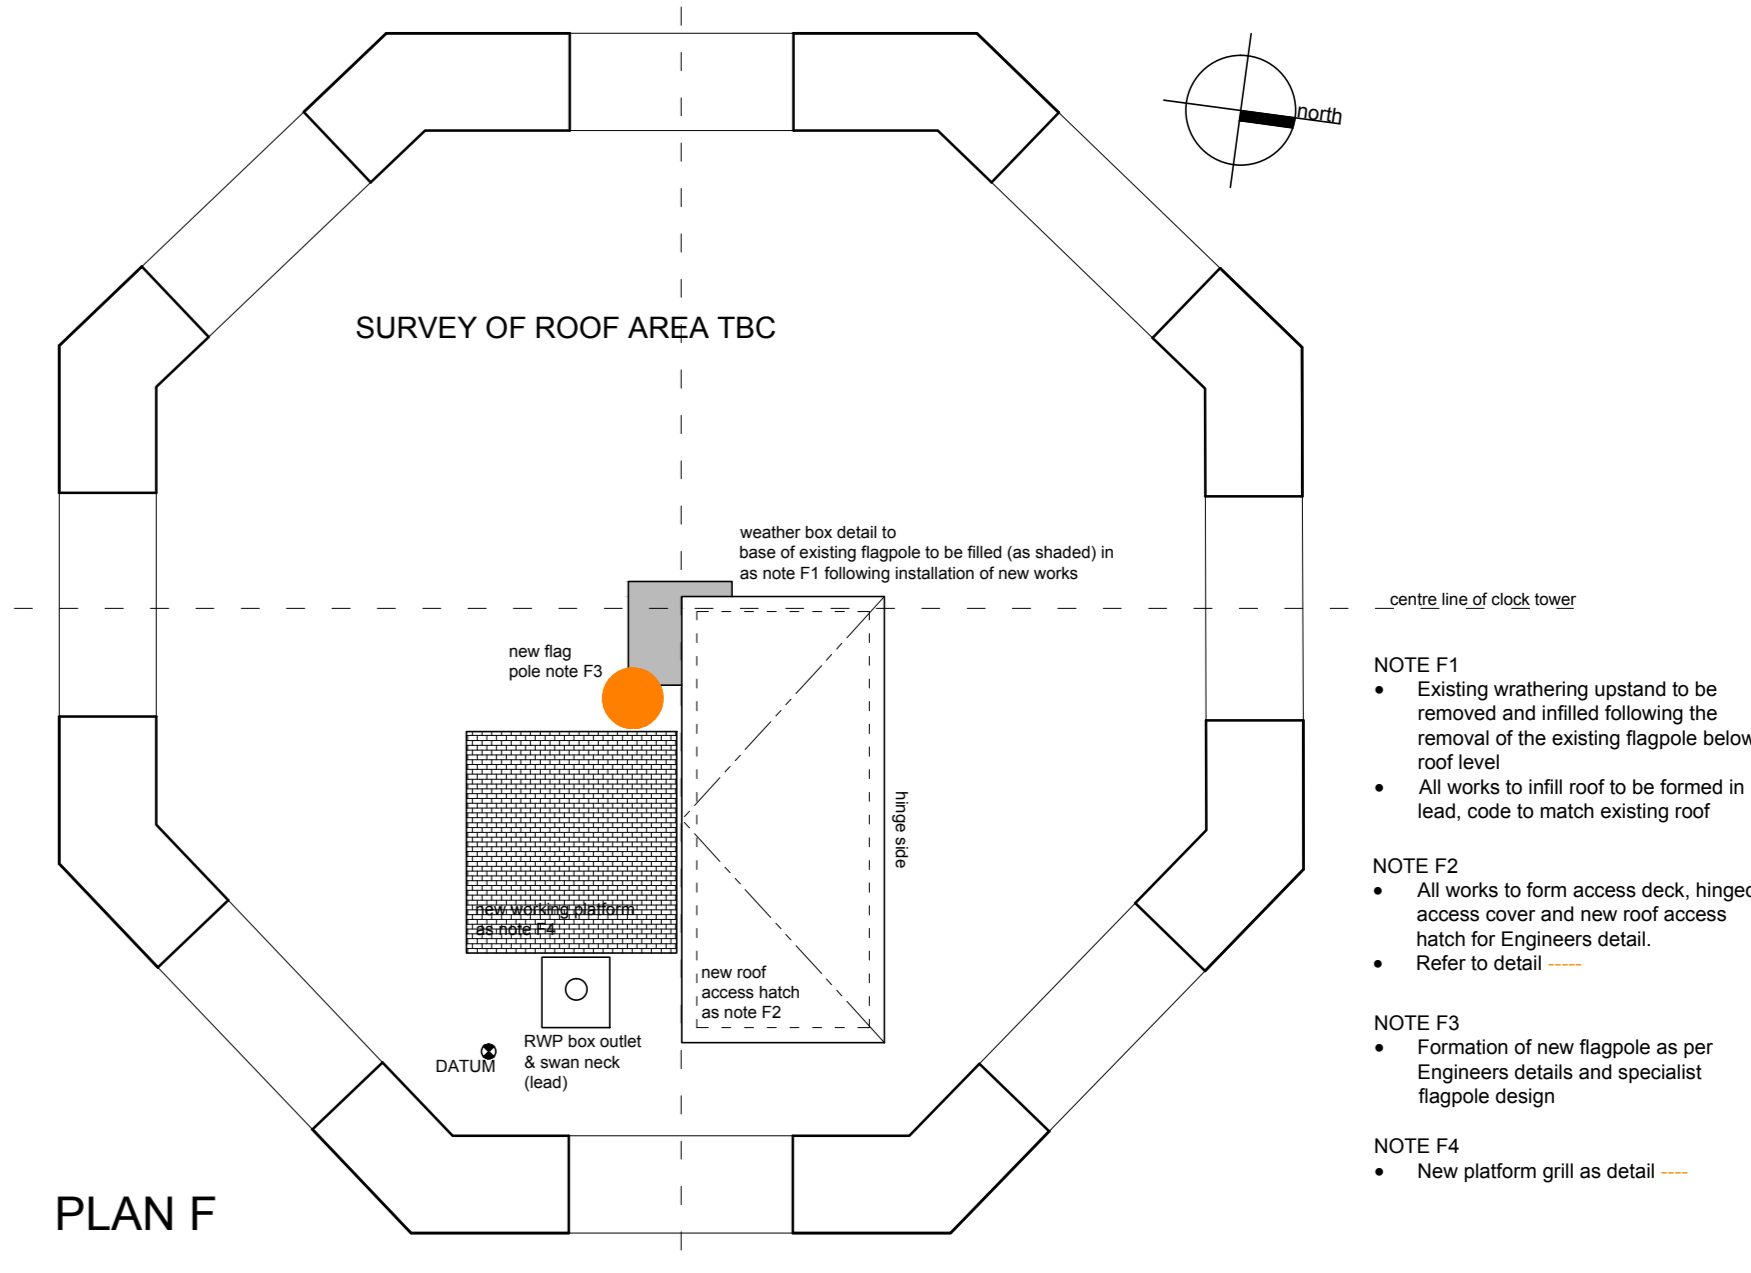 north
SURVEY OF ROOF AREA TBC
weather box detail to
base of existing flagpole to be filled (as shaded) in
as note F1 following installation of new works
centre line of clock tower
new flag
pole note F3
hinge side
new working platform
as note F4
new roof
access hatch
as note F2
RWP box outlet
& swan neck
(lead)
DATUM
PLAN F
NOTE F1
• Existing wrathering upstand to be
removed and infilled following the
removal of the existing flagpole below
roof level
• All works to infill roof to be formed in
lead, code to match existing roof
NOTE F2
• All works to form access deck, hinged
access cover and new roof access
hatch for Engineers detail.
• Refer to detail -----
NOTE F3
• Formation of new flagpole as per
Engineers details and specialist
flagpole design
NOTE F4
• New platform grill as detail ----